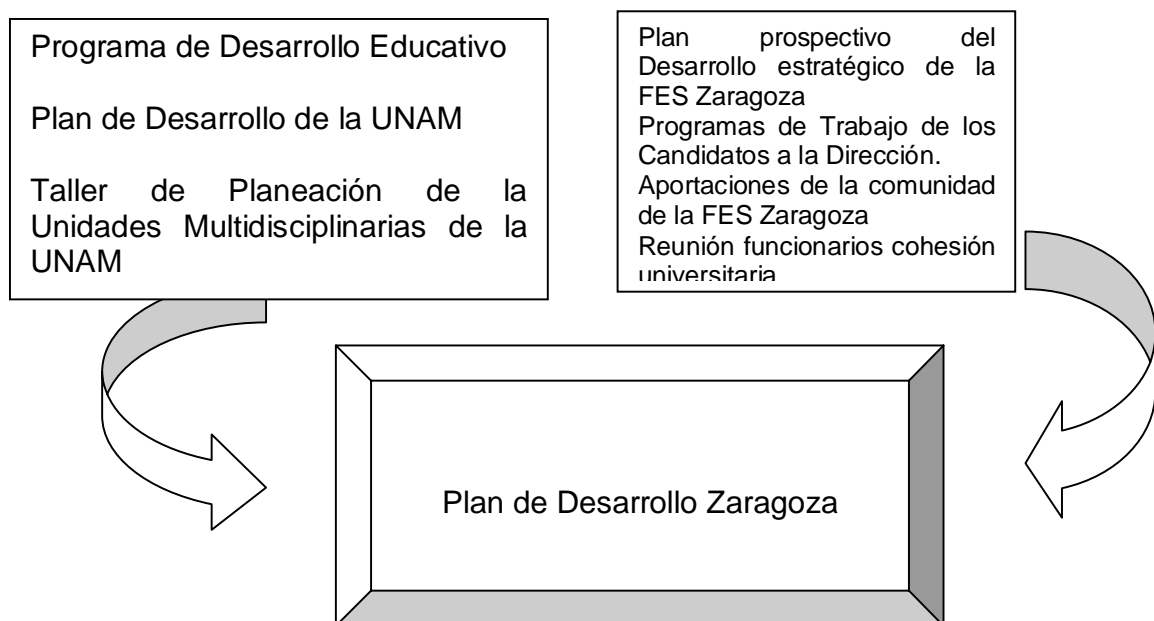 Programa de Desarrollo Educativo
Plan de Desarrollo de la UNAM
Taller de Planeación de la
Unidades Multidisciplinarias de la
UNAM
Plan prospectivo del
Desarrollo estratégico de la
FES Zaragoza
Programas de Trabajo de los
Candidatos a la Dirección.
Aportaciones de la comunidad
de la FES Zaragoza
Reunión funcionarios cohesión
universitaria
Plan de Desarrollo Zaragoza